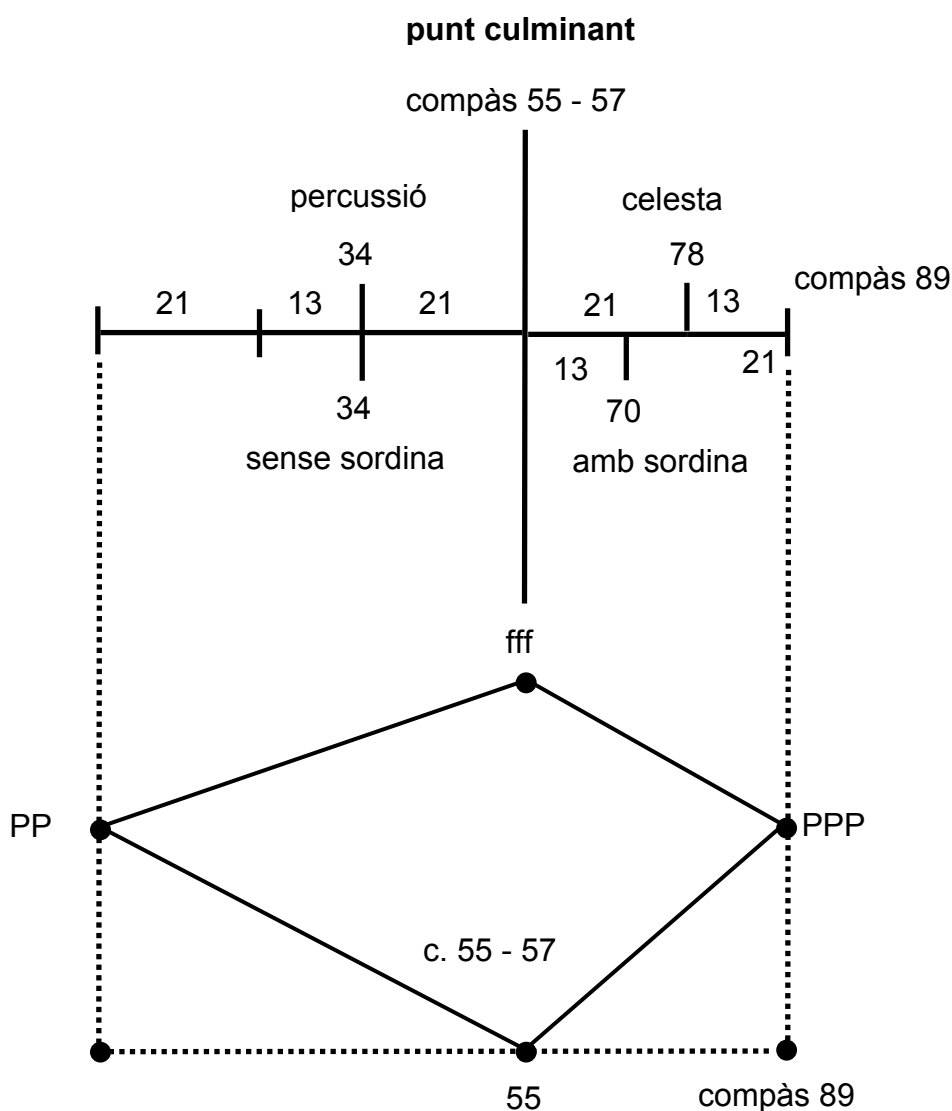 punt culminant
compàs 55 - 57
percussió
celesta
34
78
compàs 89
21
13
21
21
13
13
21
34
70
sense sordina
amb sordina
fff
PP
PPP
c. 55 - 57
55
compàs 89